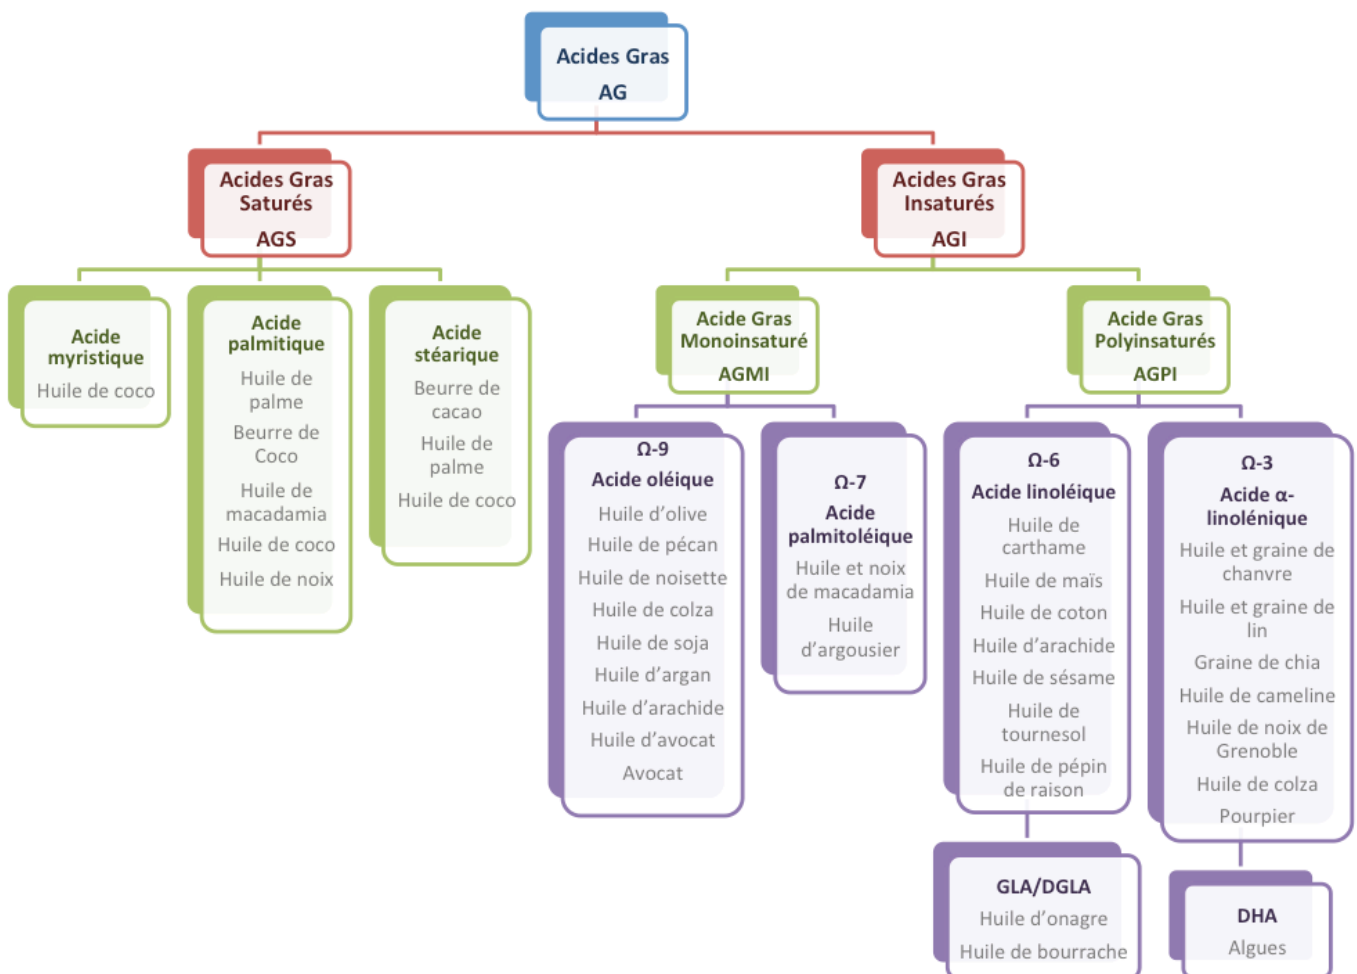 Acides Gras
AG
Acides Gras
Saturés
AGS
Acides Gras
Insaturés
AGI
Acide
myristique
Huile de coco
Acide
palmitique
Huile de
palme
Beurre de
Coco
Huile de
macadamia
Huile de coco
Huile de noix
Acide
stéarique
Beurre de
cacao
Huile de
palme
Huile de coco
Acide Gras
Monoinsaturé
AGMI
Acide Gras
Polyinsaturés
AGPI
Ω-9
Acide oléique
Huile d’olive
Huile de pécan
Huile de noisette
Huile de colza
Huile de soja
Huile d’argan
Huile d’arachide
Huile d’avocat
Avocat
Ω-7
Acide
palmitoléique
Huile et noix
de macadamia
Huile
d’argousier
Ω-6
Acide linoléique
Huile de
carthame
Huile de maïs
Huile de coton
Huile d’arachide
Huile de sésame
Huile de
tournesol
Huile de pépin
de raison
Ω-3
Acide α-
linolénique
Huile et graine de
chanvre
Huile et graine de
lin
Graine de chia
Huile de cameline
Huile de noix de
Grenoble
Huile de colza
Pourpier
GLA/DGLA
Huile d’onagre
Huile de bourrache
DHA
Algues